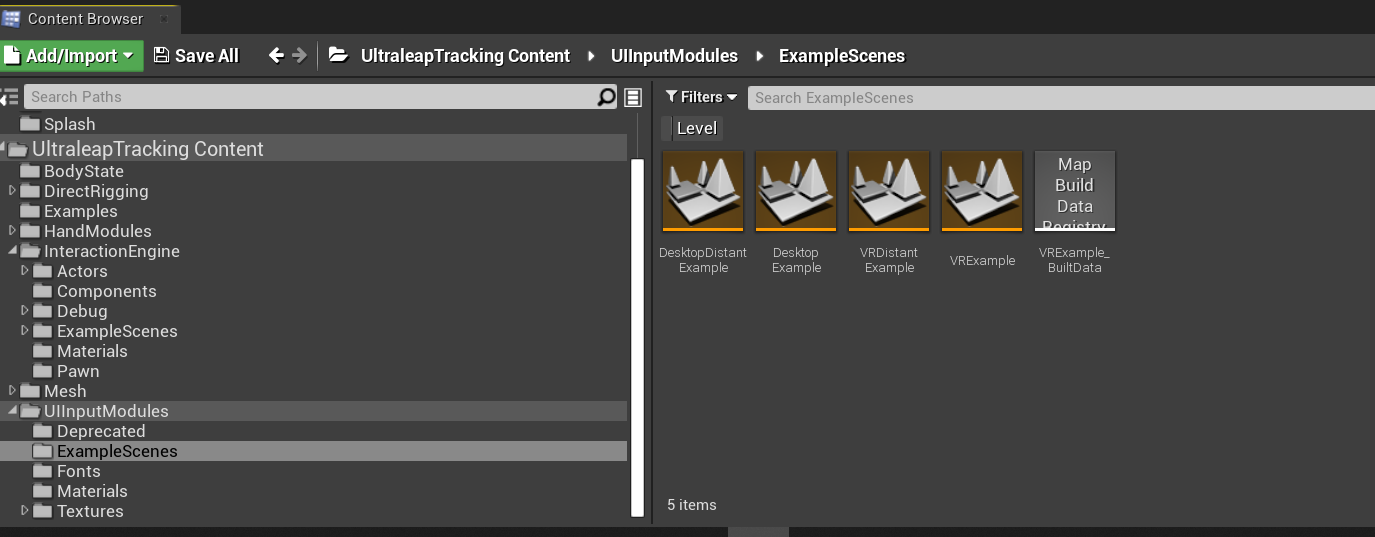 Content Browser
Add/Import Save All UltraleapTracking Content UIInputModules ExampleScenes
Search Paths
Filters Search ExampleScenes
Splash
UltraleapTracking Content
BodyState
DirectRigging
Examples
HandModules
InteractionEngine
Actors
Components
Debug
ExampleScenes
Materials
Pawn
Mesh
UIInputModules
Deprecated
ExampleScenes
Fonts
Materials
Textures
Level
Map
Build
Data
Registry
DesktopDistant
Example
Desktop
Example
VRDistant
Example
VRExample
VRExample_
BuiltData
5 items